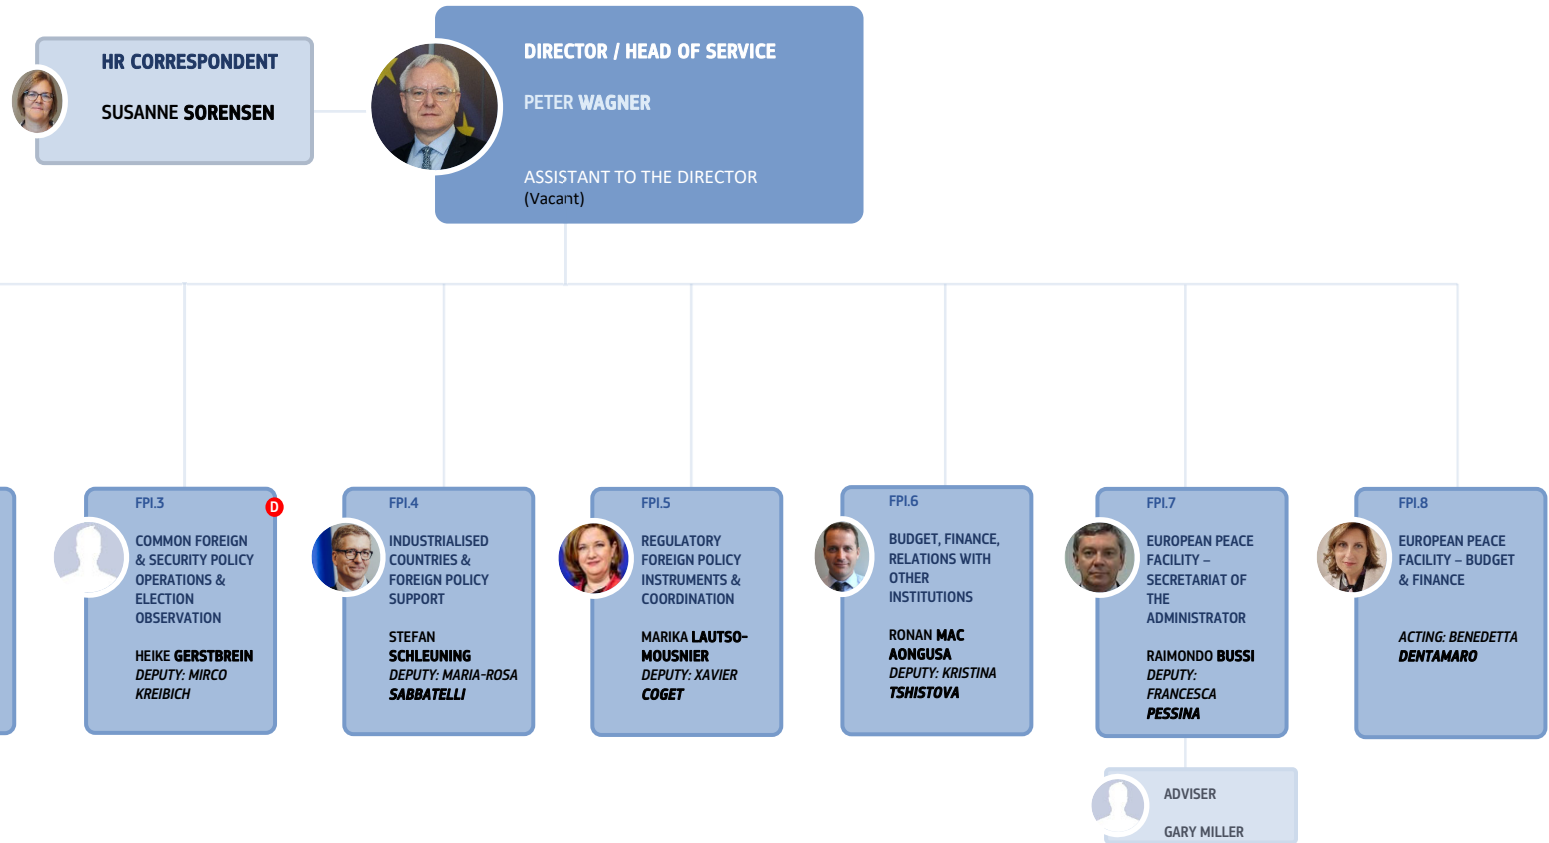 HR CORRESPONDENT
SUSANNE SORENSEN
DIRECTOR / HEAD OF SERVICE
PETER WAGNER
ASSISTANT TO THE DIRECTOR
(Vacant)
FPI.3
D
COMMON FOREIGN
& SECURITY POLICY
OPERATIONS &
ELECTION
OBSERVATION
HEIKE GERSTBREIN
DEPUTY: MIRCO
KREIBICH
FPI.4
INDUSTRIALISED
COUNTRIES &
FOREIGN POLICY
SUPPORT
STEFAN
SCHLEUNING
DEPUTY: MARIA-ROSA
SABBATELLI
FPI.5
REGULATORY
FOREIGN POLICY
INSTRUMENTS &
COORDINATION
MARIKA LAUTSO-
MOUSNIER
DEPUTY: XAVIER
COGET
FPI.6
BUDGET, FINANCE,
RELATIONS WITH
OTHER
INSTITUTIONS
RONAN MAC
AONGUSA
DEPUTY: KRISTINA
TSHISTOVA
FPI.7
EUROPEAN PEACE
FACILITY –
SECRETARIAT OF
THE
ADMINISTRATOR
RAIMONDO BUSSI
DEPUTY:
FRANCESCA
PESSINA
FPI.8
EUROPEAN PEACE
FACILITY – BUDGET
& FINANCE
ACTING: BENEDETTA
DENTAMARO
ADVISER
GARY MILLER